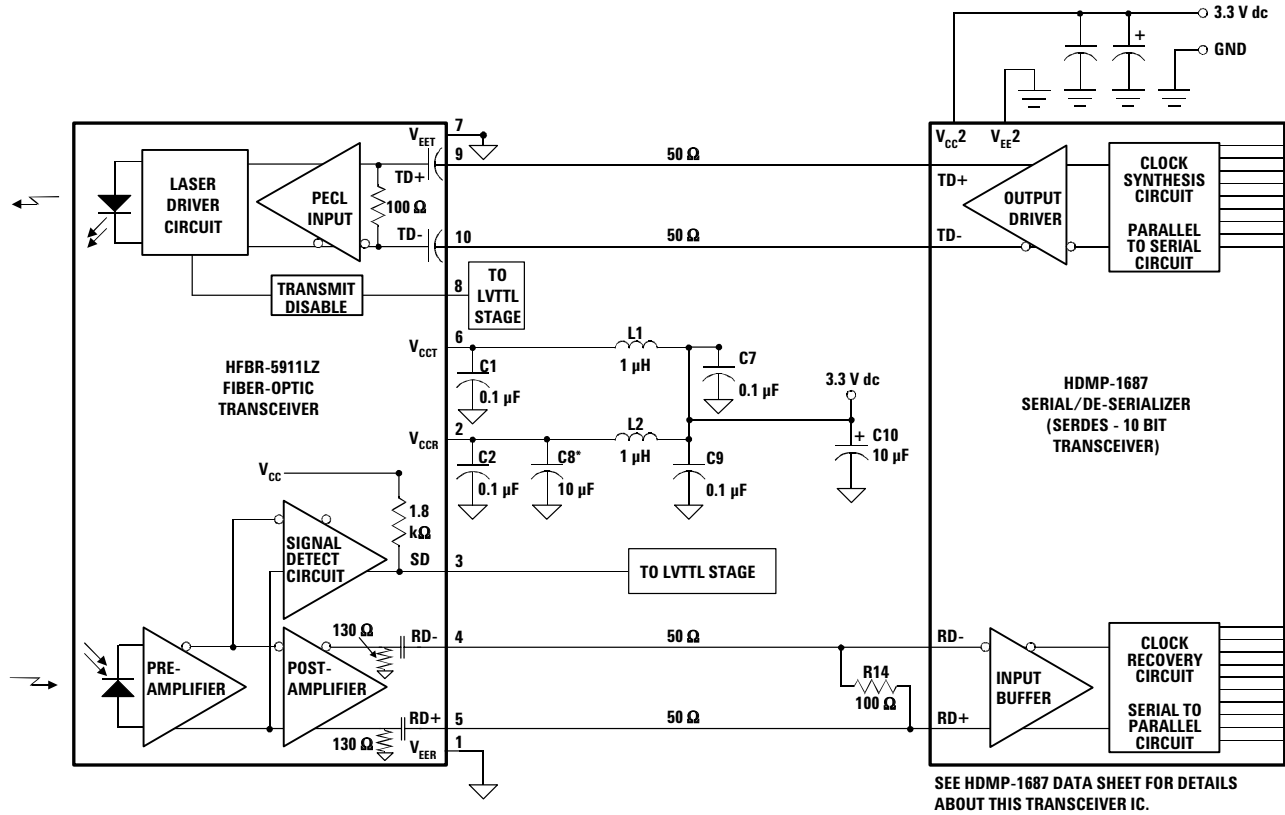 3.3 V dc
GND
V_EET
7
9
TD+
LASER
DRIVER
CIRCUIT
PECL
INPUT
100 Ω
TD-
10
50 Ω
50 Ω
TRANSMIT
DISABLE
8
TO
LVTTL
STAGE
HFBR-5911LZ
FIBER-OPTIC
TRANSCEIVER
V_CCT
6
C1
0.1 µF
L1
1 µH
C7
0.1 µF
3.3 V dc
V_CCR
2
C2
0.1 µF
C8*
10 µF
L2
1 µH
C9
0.1 µF
+
C10
10 µF
V_CC
1.8
kΩ
SIGNAL
DETECT
CIRCUIT
SD
3
TO LVTTL STAGE
PRE-
AMPLIFIER
POST-
AMPLIFIER
130 Ω
RD-
4
50 Ω
R14
100 Ω
130 Ω
RD+
5
50 Ω
V_EER
1
+
V_CC2
V_EE2
TD+
TD-
OUTPUT
DRIVER
CLOCK
SYNTHESIS
CIRCUIT
PARALLEL
TO SERIAL
CIRCUIT
HDMP-1687
SERIAL/DE-SERIALIZER
(SERDES - 10 BIT
TRANSCEIVER)
RD-
RD+
INPUT
BUFFER
CLOCK
RECOVERY
CIRCUIT
SERIAL TO
PARALLEL
CIRCUIT
SEE HDMP-1687 DATA SHEET FOR DETAILS
ABOUT THIS TRANSCEIVER IC.